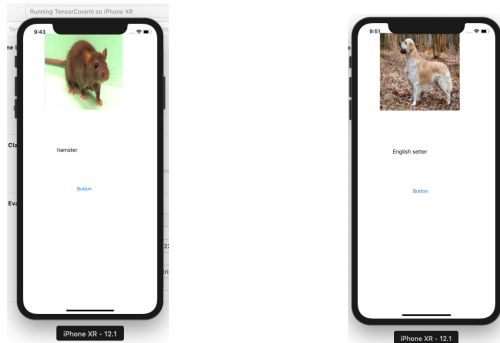 Running TensorCoreml on iPhone XR
9:43
hamster
Button
iPhone XR - 12.1
9:51
English setter
Button
iPhone XR - 12.1